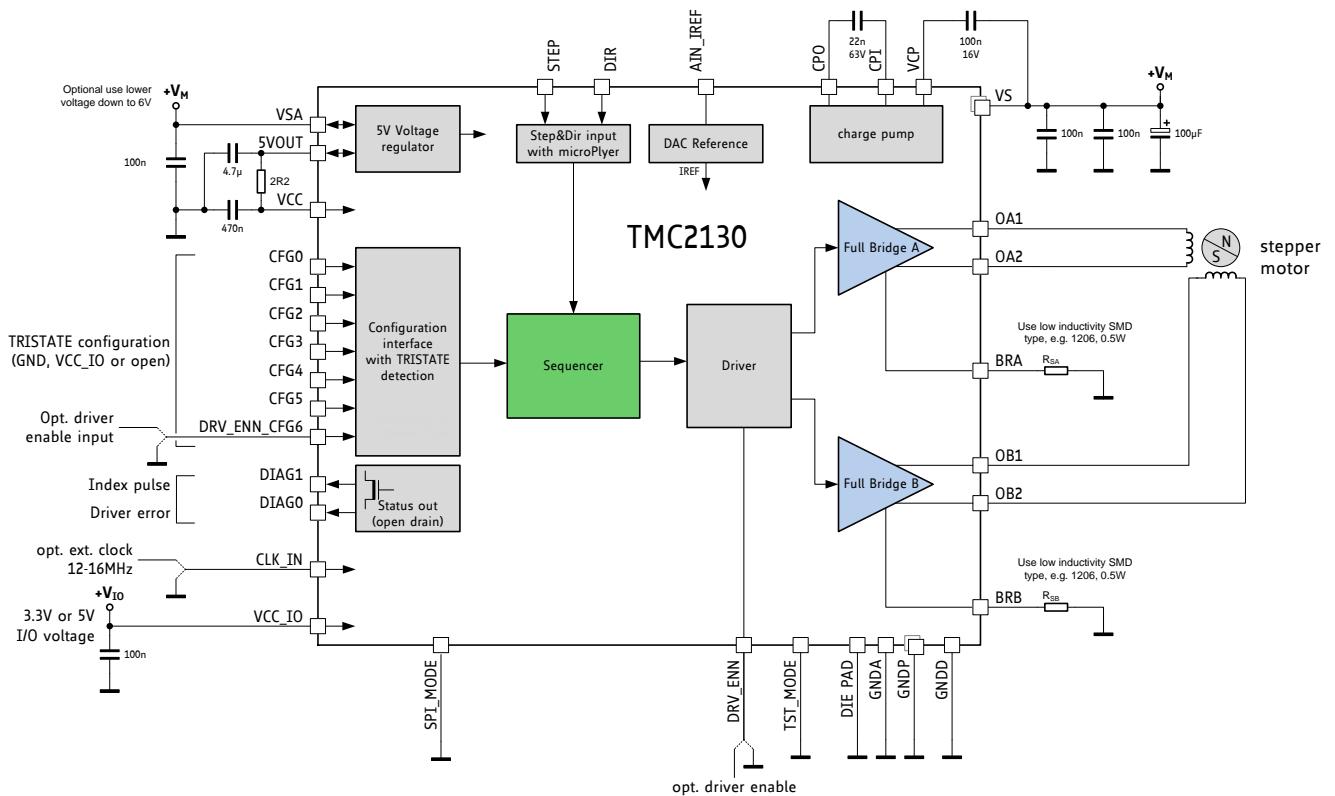 STEP
DIR
AIN_IREF
CPO
22n
63V
CPI
VCP
100n
16V
+VM
VS
100n
100n
+
100µF
Optional use lower
voltage down to 6V
+VM
VSA
5VOUT
100n
4.7µ
2R2
VCC
470n
5V Voltage
regulator
Step&Dir input
with microPlyer
DAC Reference
IREF
charge pump
TMC2130
CFG0
CFG1
CFG2
CFG3
CFG4
CFG5
DRV_ENN_CFG6
TRISTATE configuration
(GND, VCC_IO or open)
Opt. driver
enable input
Configuration
interface
with TRISTATE
detection
Sequencer
Driver
Full Bridge A
Full Bridge B
OA1
OA2
N
S
stepper
motor
Use low inductivity SMD
type, e.g. 1206, 0.5W
BRA
RSA
OB1
OB2
Use low inductivity SMD
type, e.g. 1206, 0.5W
BRB
RSB
Index pulse
Driver error
DIAG1
DIAG0
Status out
(open drain)
opt. ext. clock
12-16MHz
CLK_IN
+VIO
3.3V or 5V
I/O voltage
VCC_IO
100n
SPI_MODE
DRV_ENN
TST_MODE
DIE PAD
GNDA
GNDP
GNDD
opt. driver enable